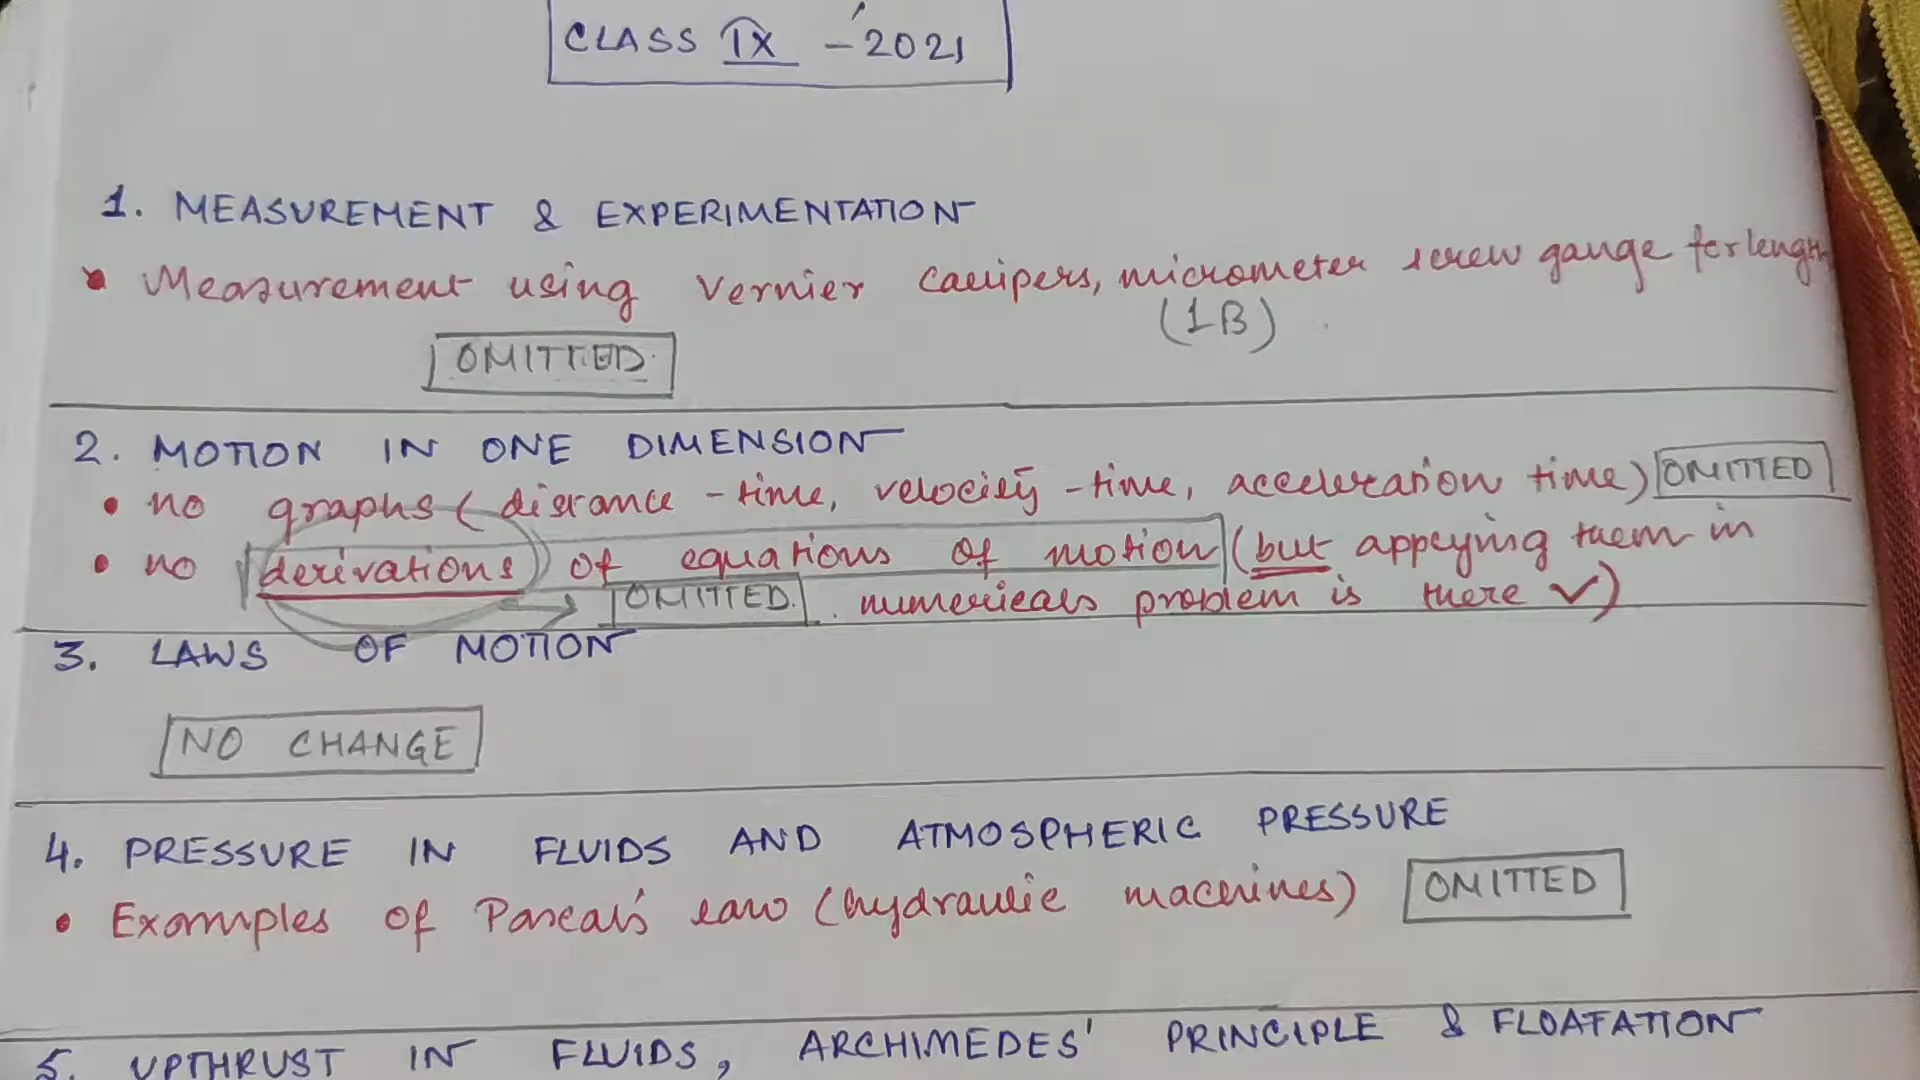 CLASS IX - 2021
1. MEASUREMENT & EXPERIMENTATION
• Measurement using Vernier Callipers, micrometer screw gauge for length
(1B)
OMITTED.
2. MOTION IN ONE DIMENSION
• no graphs (distance - time, velocity - time, acceleration time) OMITTED
• no derivations of equations of motion (but applying them in
OMITTED. numericals problem is there ✓)
3. LAWS OF MOTION
NO CHANGE
4. PRESSURE IN FLUIDS AND ATMOSPHERIC PRESSURE
• Examples of Pascal's law (hydraulic machines) OMITTED
5. UPTHRUST IN FLUIDS, ARCHIMEDES' PRINCIPLE & FLOATATION